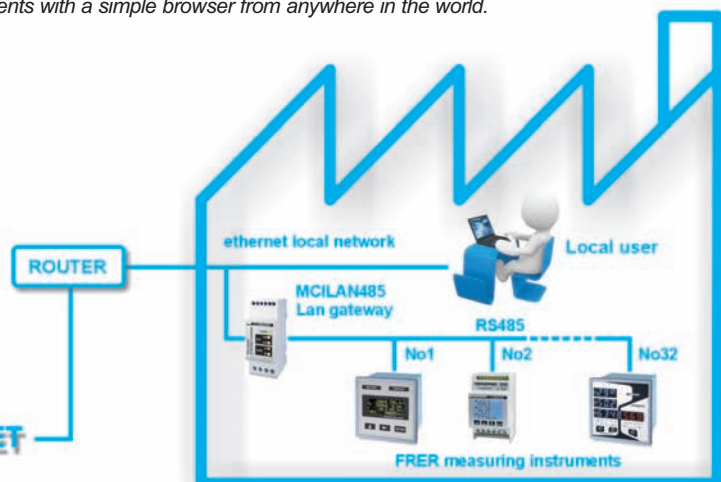 ents with a simple browser from anywhere in the world.
ethernet local network
Local user
ROUTER
MCILAN485
Lan gateway
RS485
No1 No2 No32
ET
FRER measuring instruments